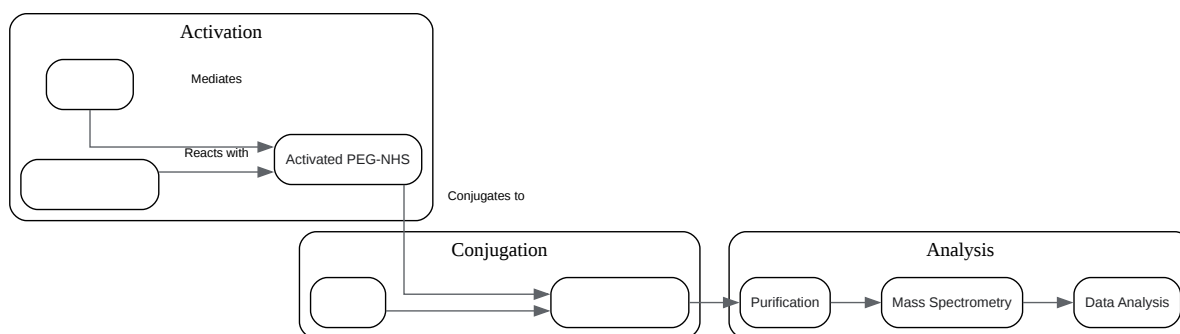 Activation
Mediates
Reacts with
Activated PEG-NHS
Conjugates to
Conjugation
Analysis
Purification
Mass Spectrometry
Data Analysis